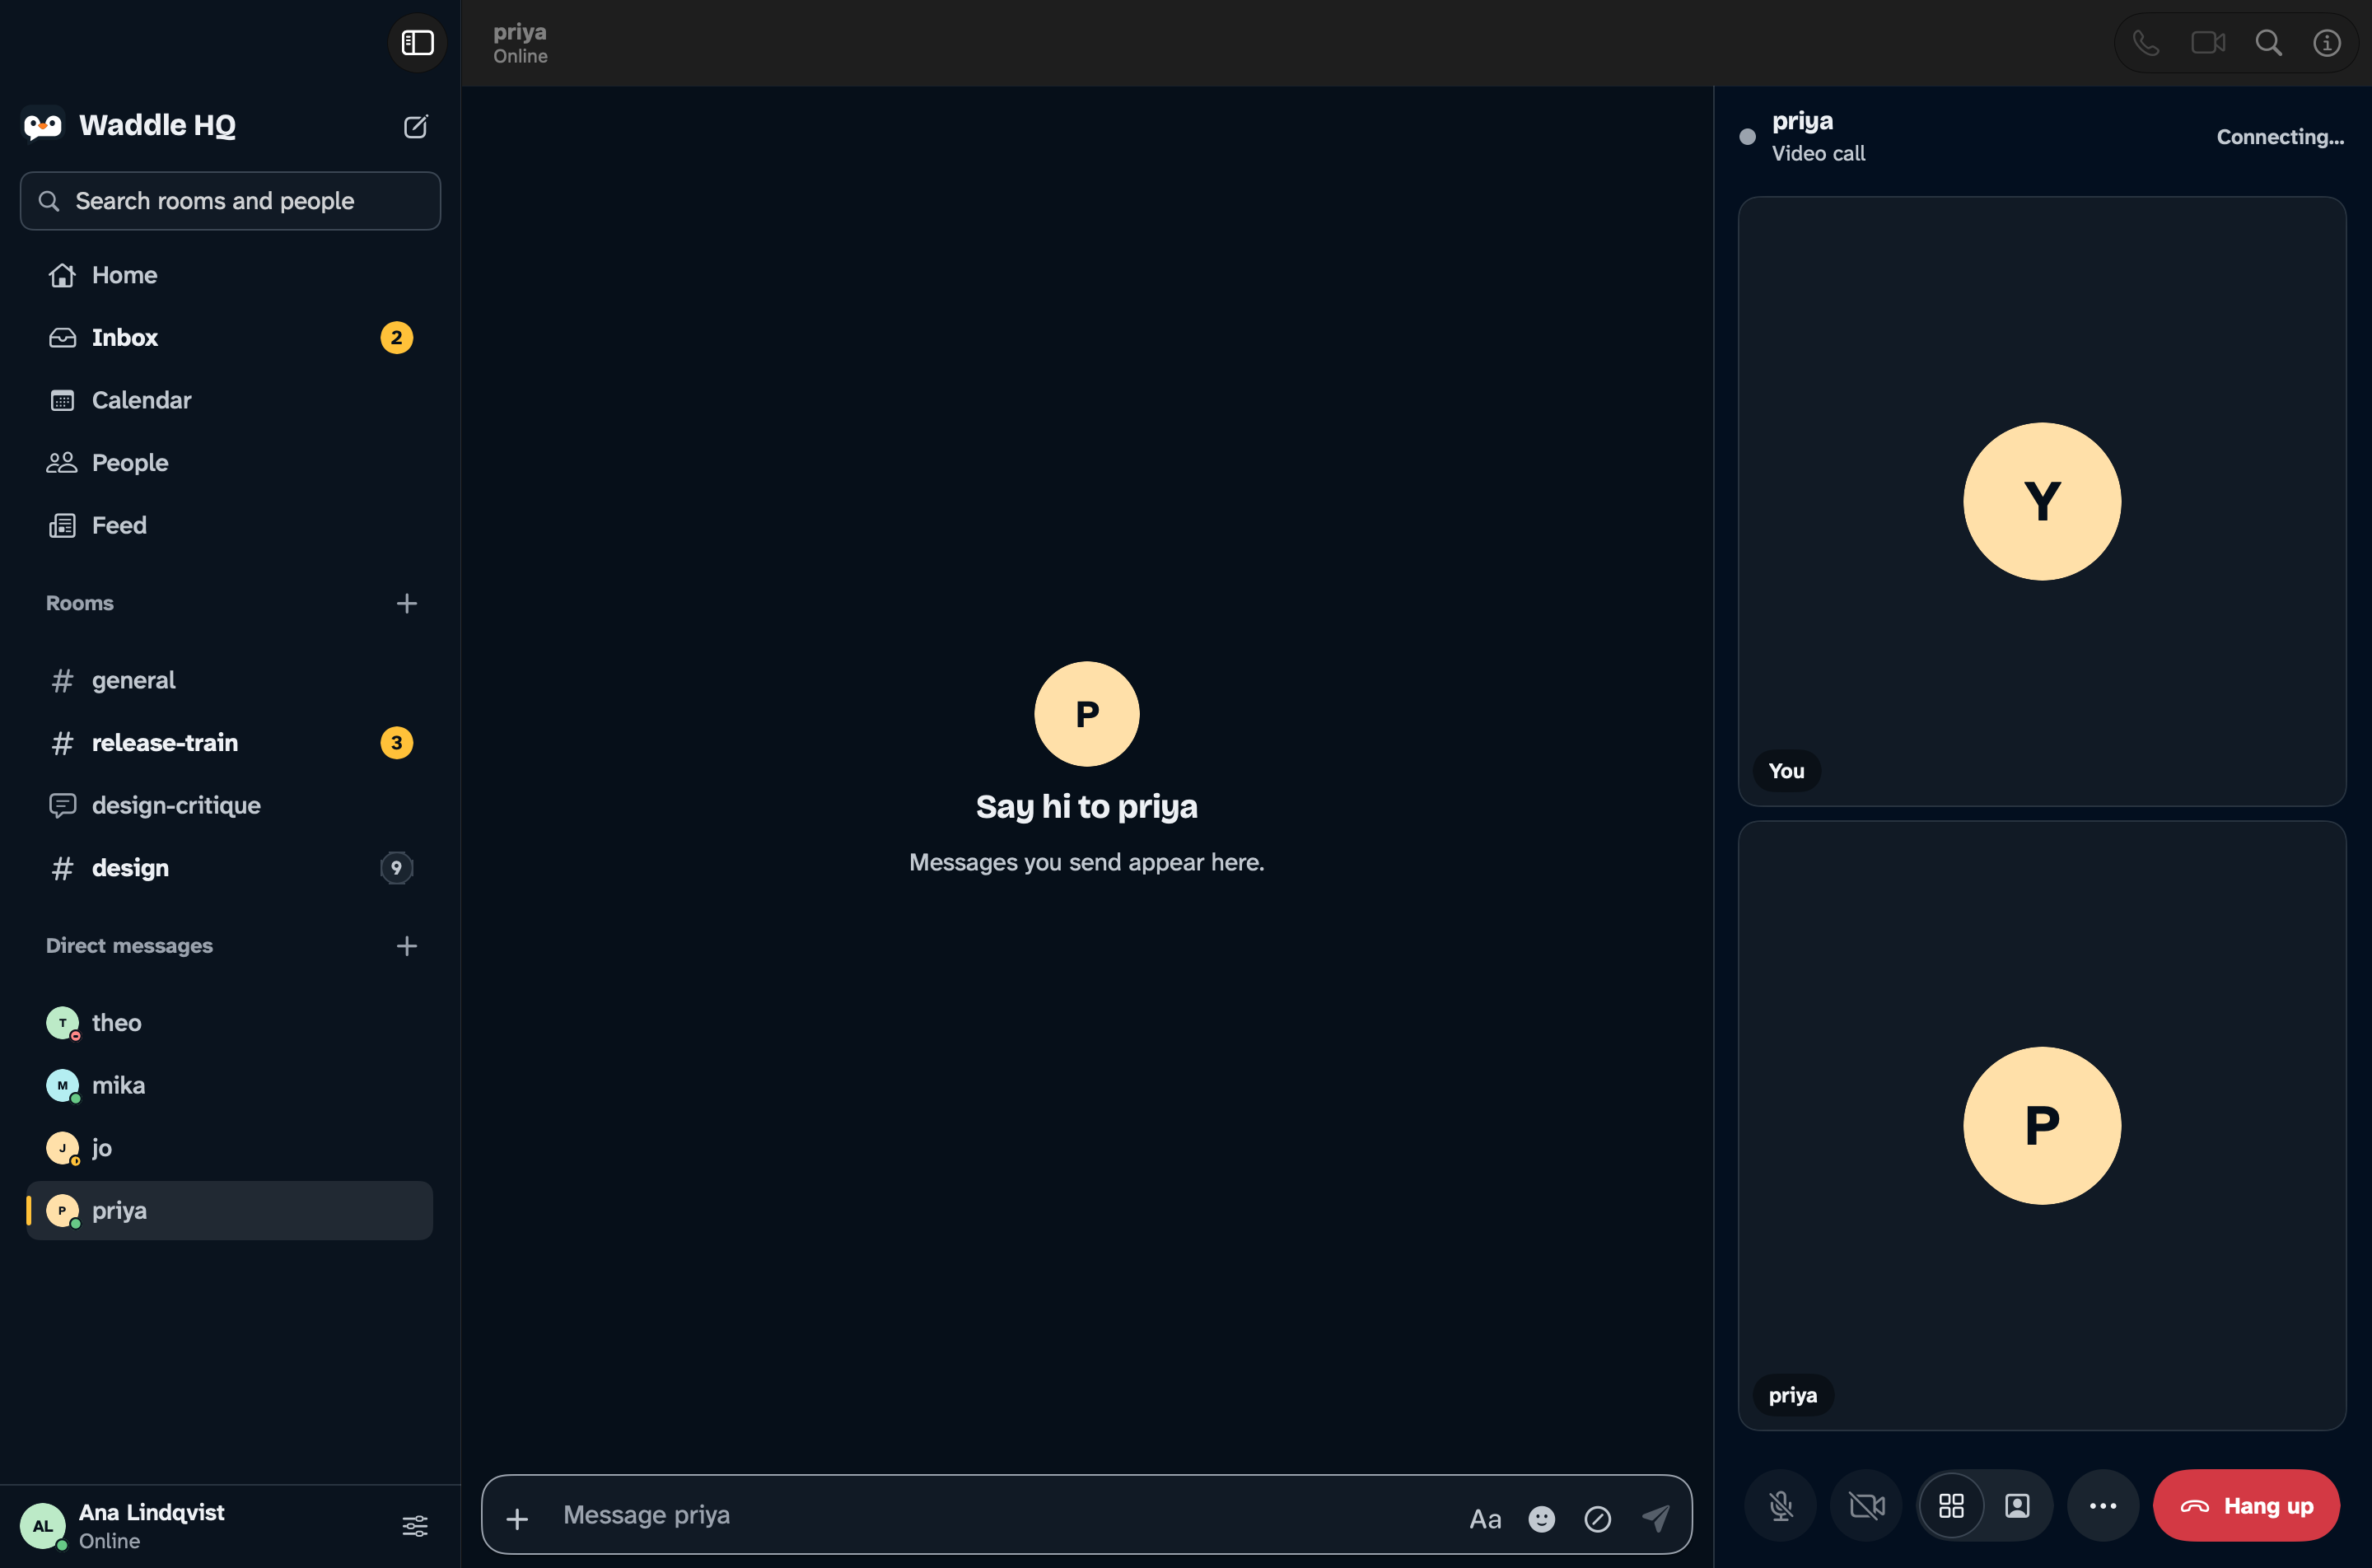 Waddle HQ
Search rooms and people
Home
Inbox 2
Calendar
People
Feed
Rooms
# general
# release-train 3
design-critique
# design 9
Direct messages
T theo
M mika
J jo
P priya
AL Ana Lindqvist
Online
priya
Online
P
Say hi to priya
Messages you send appear here.
Message priya
Aa
priya
Video call
Connecting...
Y
You
P
priya
Hang up